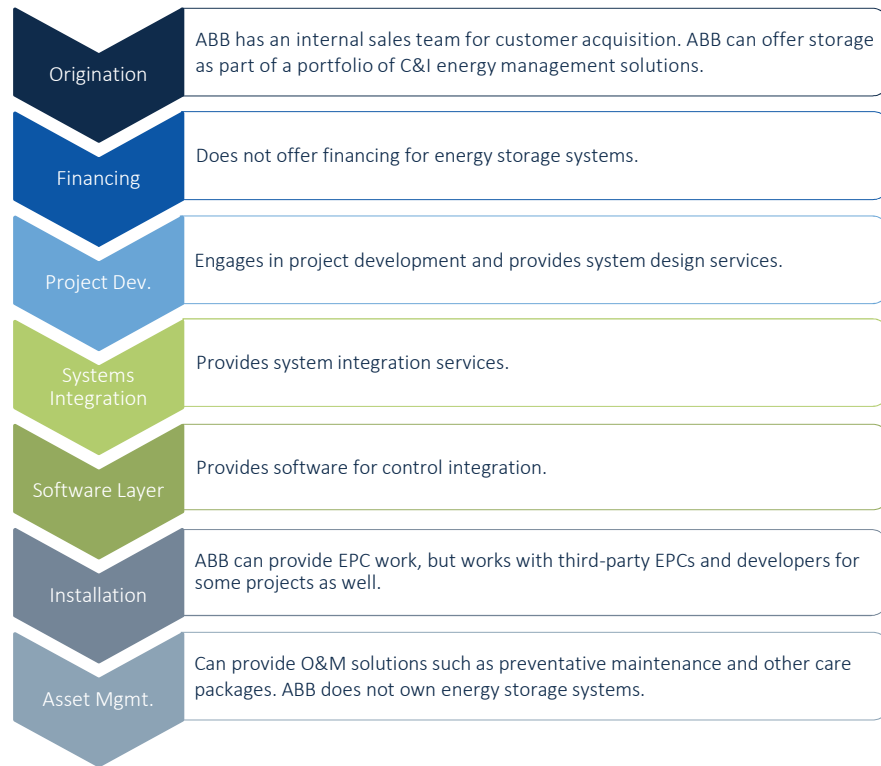 Origination
ABB has an internal sales team for customer acquisition. ABB can offer storage
as part of a portfolio of C&I energy management solutions.
Financing
Does not offer financing for energy storage systems.
Project Dev.
Engages in project development and provides system design services.
Systems
Integration
Provides system integration services.
Software Layer
Provides software for control integration.
Installation
ABB can provide EPC work, but works with third-party EPCs and developers for
some projects as well.
Asset Mgmt.
Can provide O&M solutions such as preventative maintenance and other care
packages. ABB does not own energy storage systems.